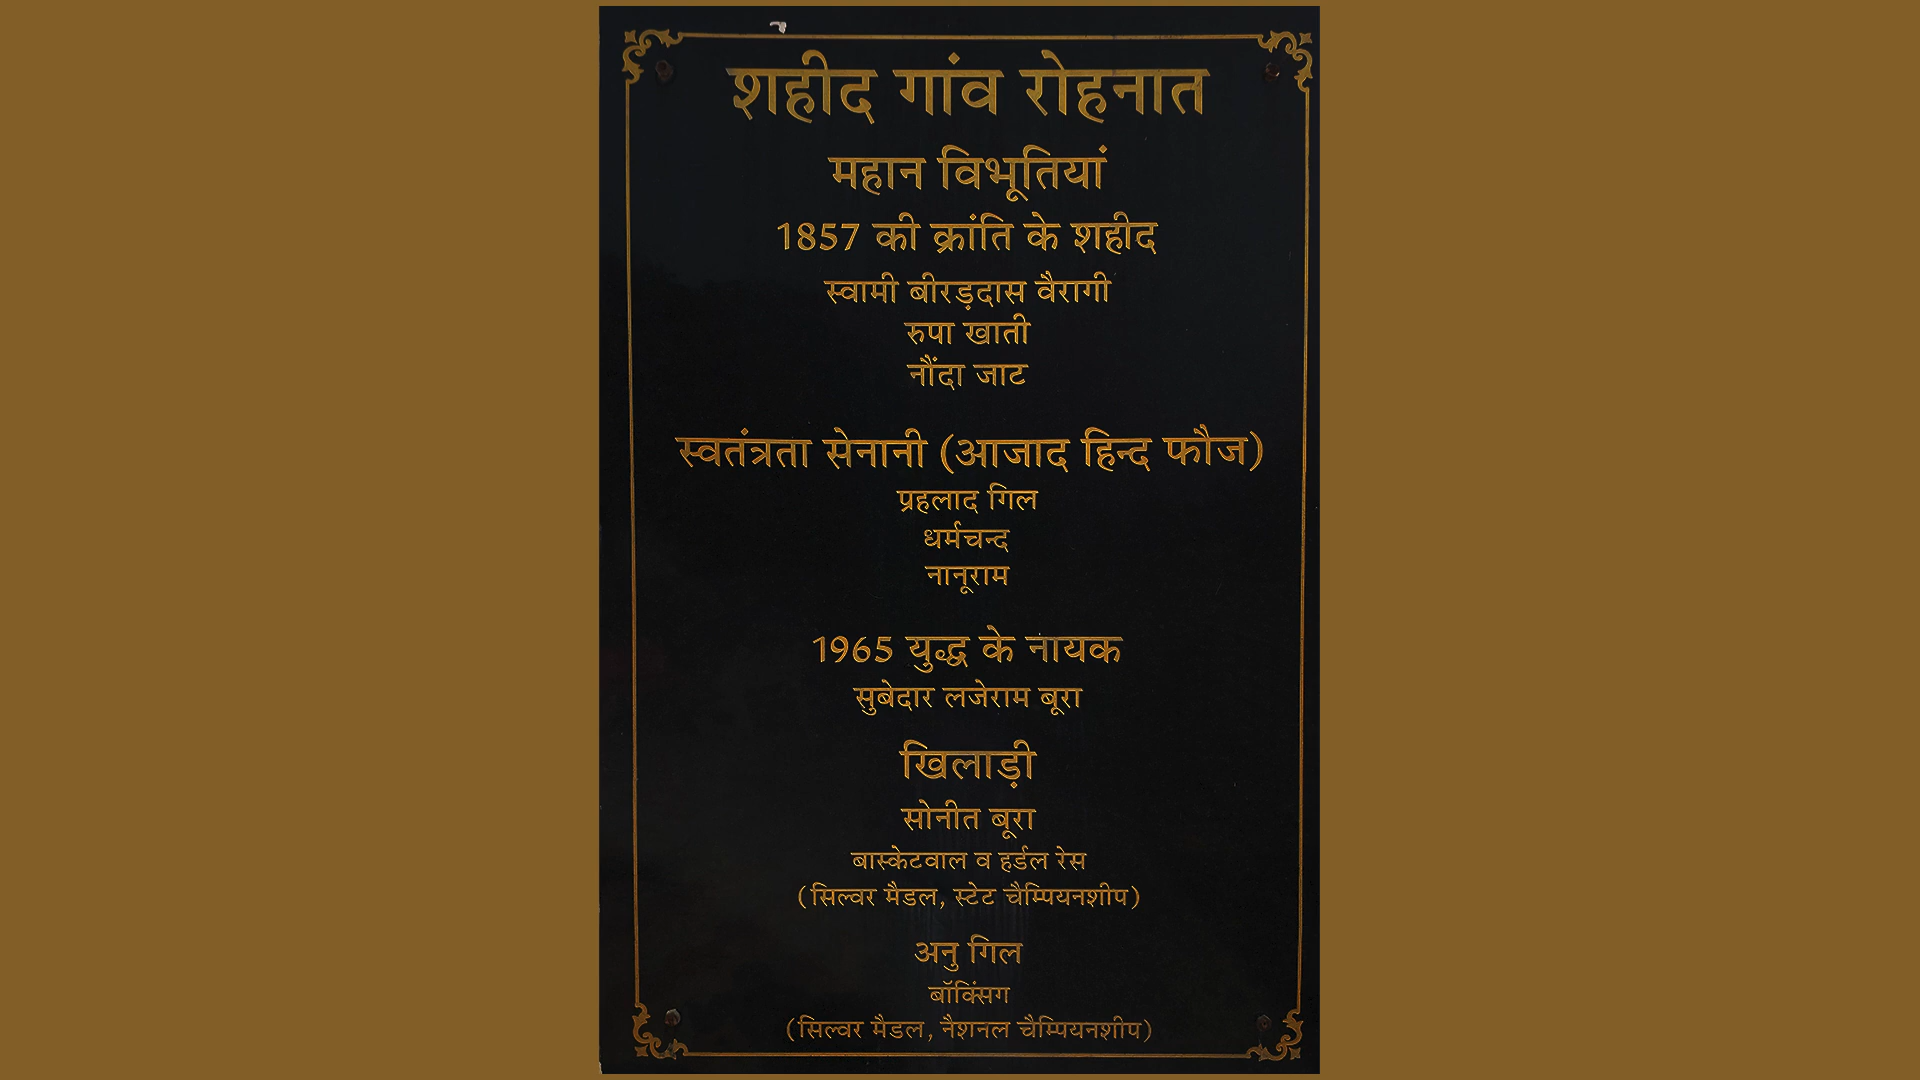 शहीद गांव रोहनात
महान विभूतियां
1857 की क्रांति के शहीद
स्वामी बीरड़दास वैरागी
रुपा खाती
नौंदा जाट
स्वतंत्रता सेनानी (आजाद हिन्द फौज)
प्रहलाद गिल
धर्मचन्द
नानूराम
1965 युद्ध के नायक
सुबेदार लजेराम बूरा
खिलाड़ी
सोनीत बूरा
बास्केटवाल व हर्डल रेस
(सिल्वर मैडल, स्टेट चैम्पियनशीप)
अनु गिल
बॉक्सिंग
(सिल्वर मैडल, नैशनल चैम्पियनशीप)